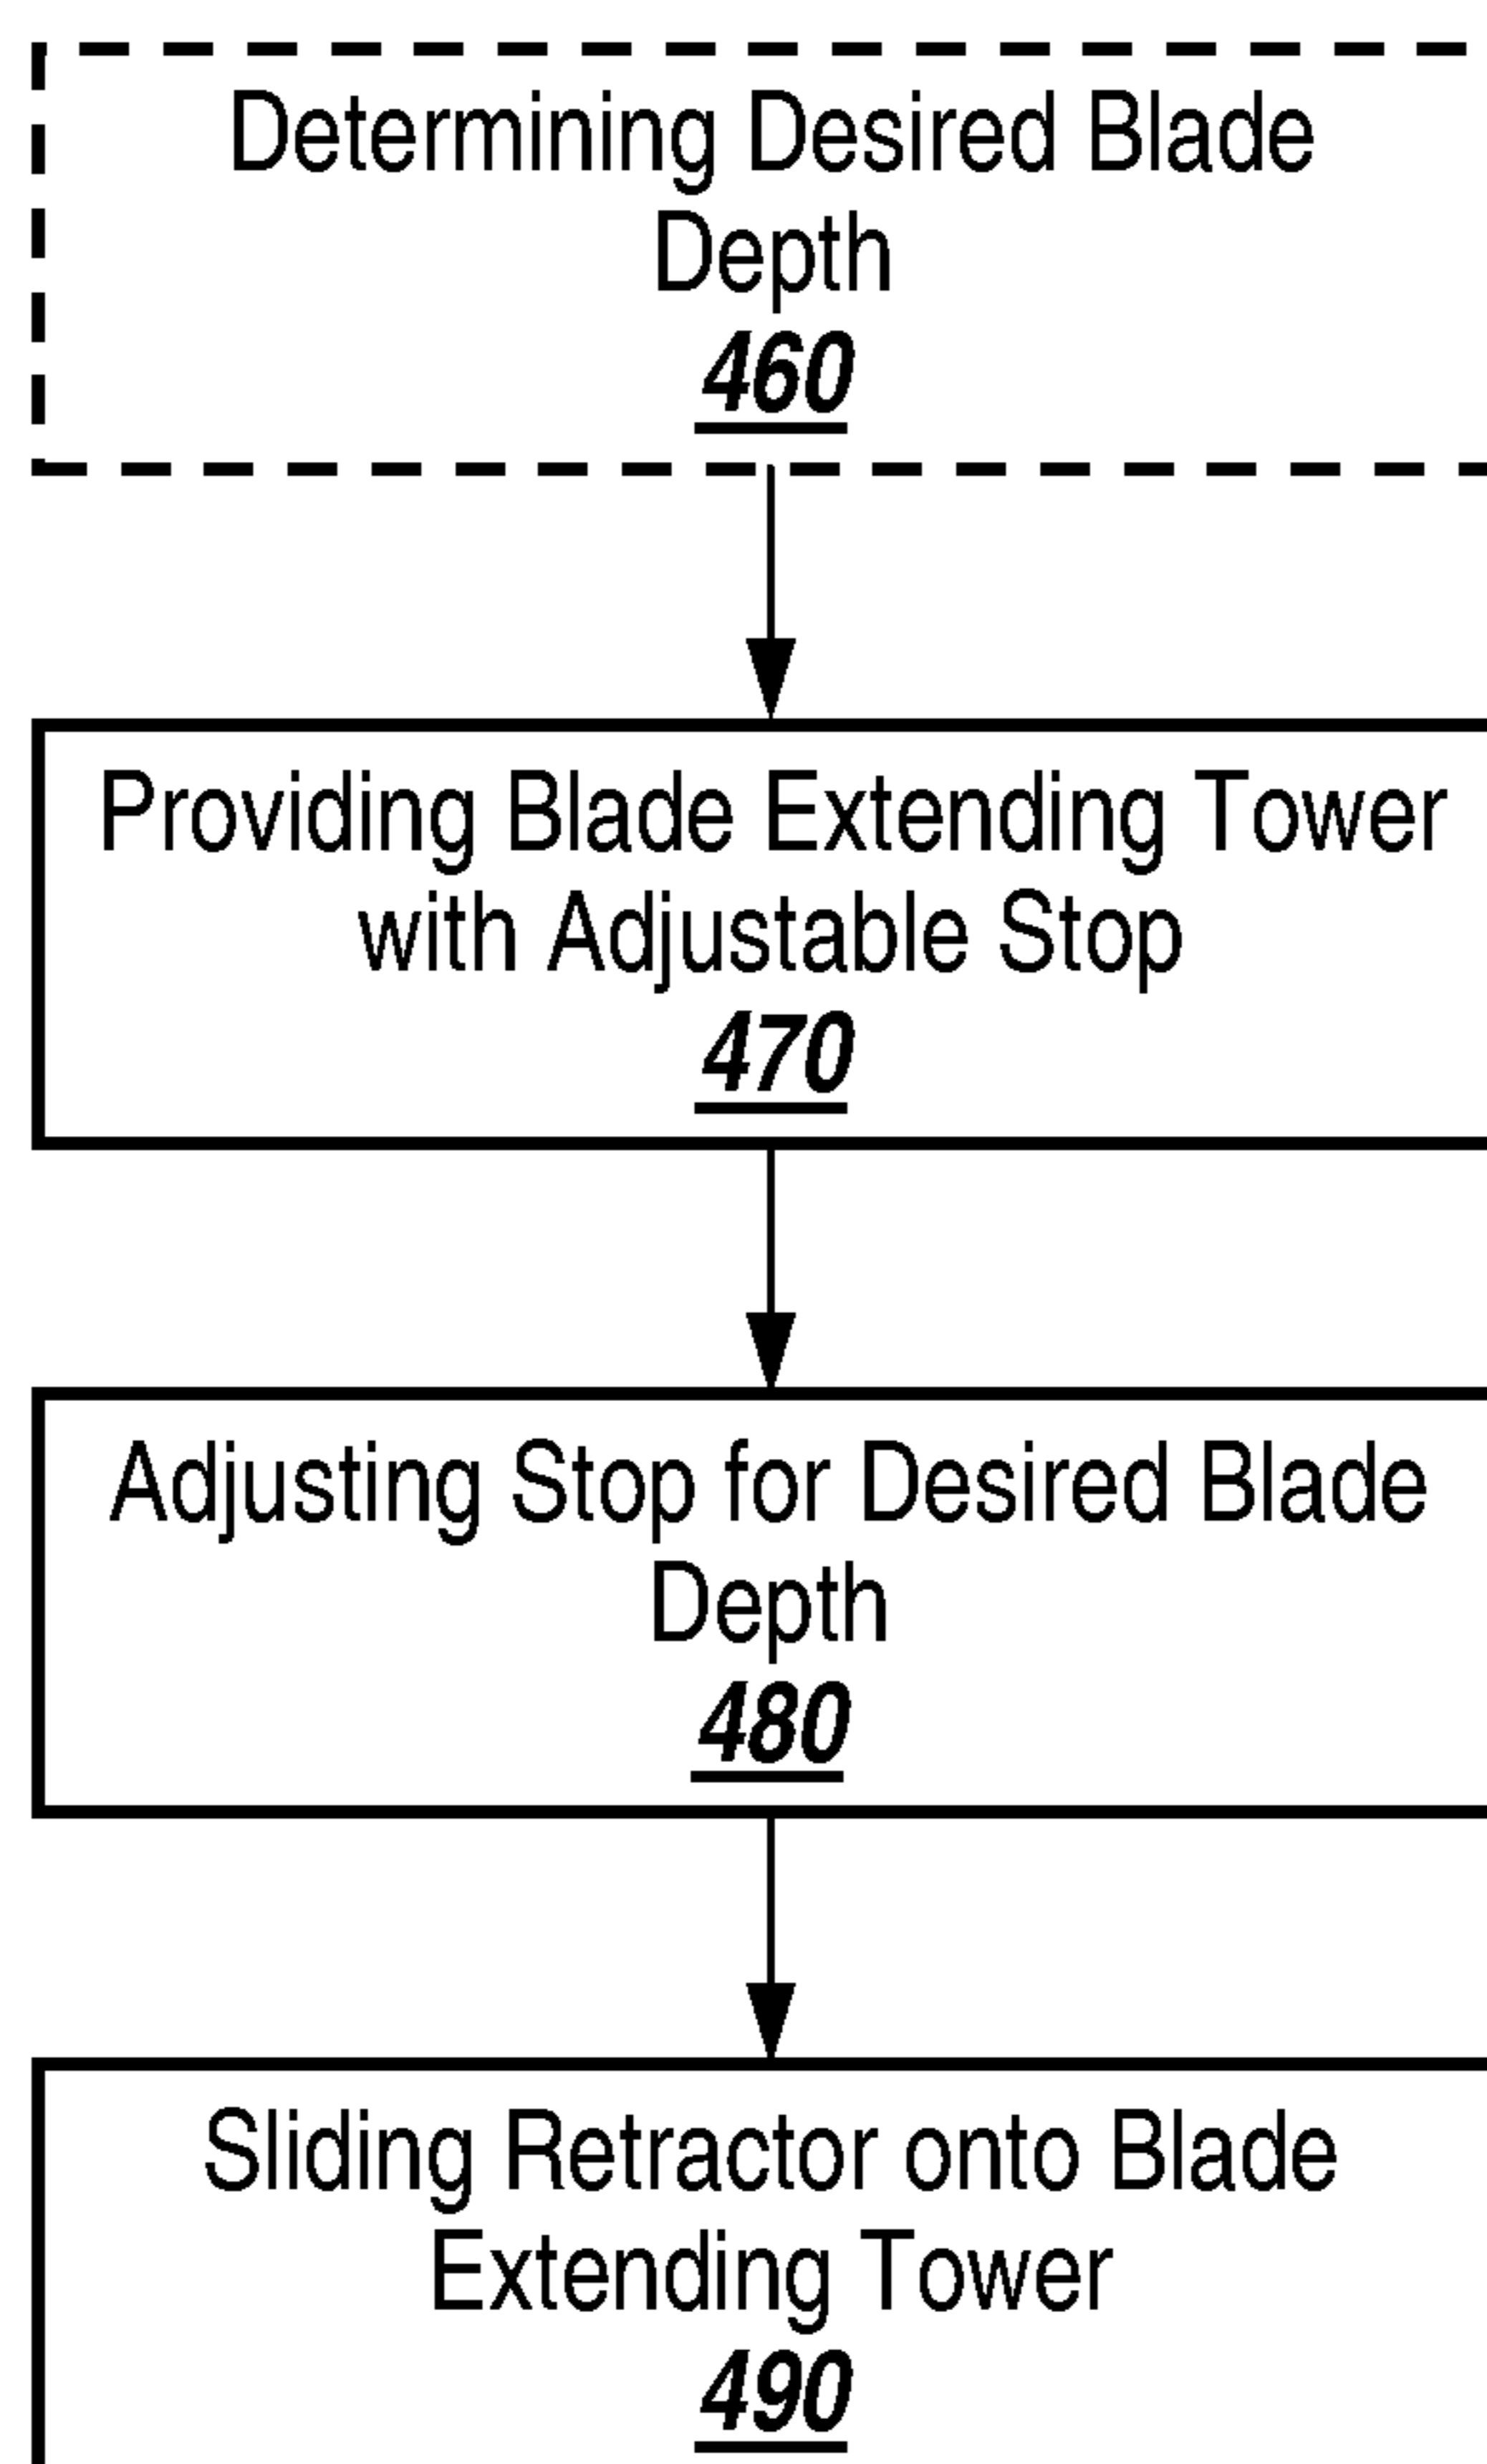 Determining Desired Blade
Depth
460
Providing Blade Extending Tower
with Adjustable Stop
470
Adjusting Stop for Desired Blade
Depth
480
Sliding Retractor onto Blade
Extending Tower
490